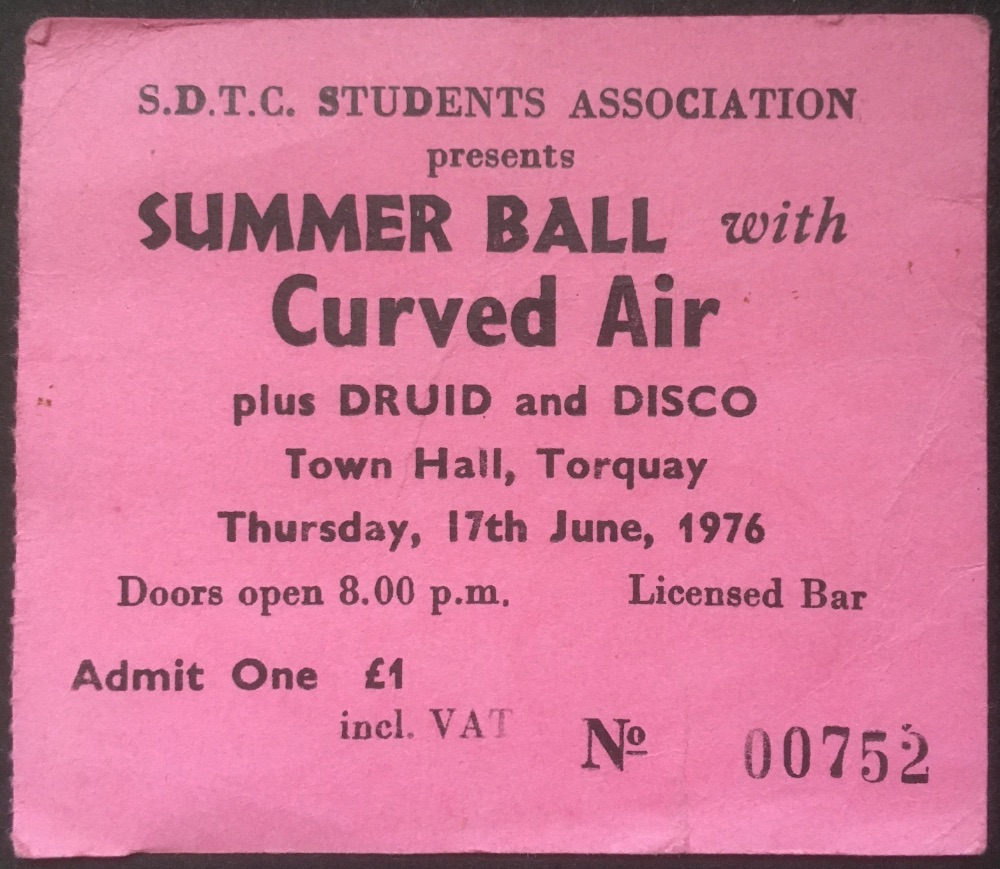 S.D.T.C. STUDENTS ASSOCIATION
presents
SUMMER BALL with
Curved Air
plus DRUID and DISCO
Town Hall, Torquay
Thursday, 17th June, 1976
Doors open 8.00 p.m. Licensed Bar
Admit One £1
incl. VAT
Nº 00752